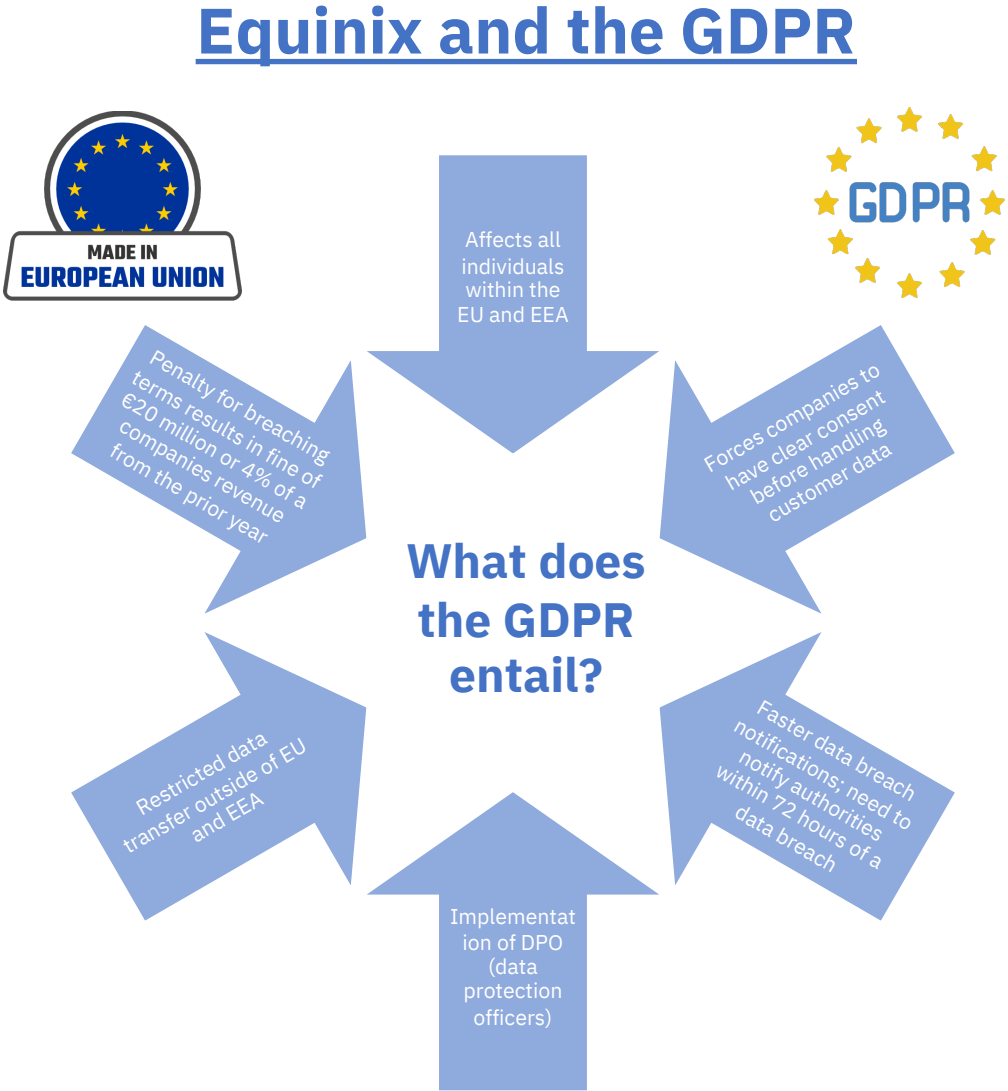 Equinix and the GDPR
MADE IN
EUROPEAN UNION
GDPR
Affects all
individuals
within the
EU and EEA
Penalty for breaching
terms results in fine of
€20 million or 4% of a
companies revenue
from the prior year
Forces companies to
have clear consent
before handling
customer data
What does
the GDPR
entail?
Restricted data
transfer outside of EU
and EEA
Faster data breach
notifications; need to
notify authorities
within 72 hours of a
data breach
Implementat
ion of DPO
(data
protection
officers)